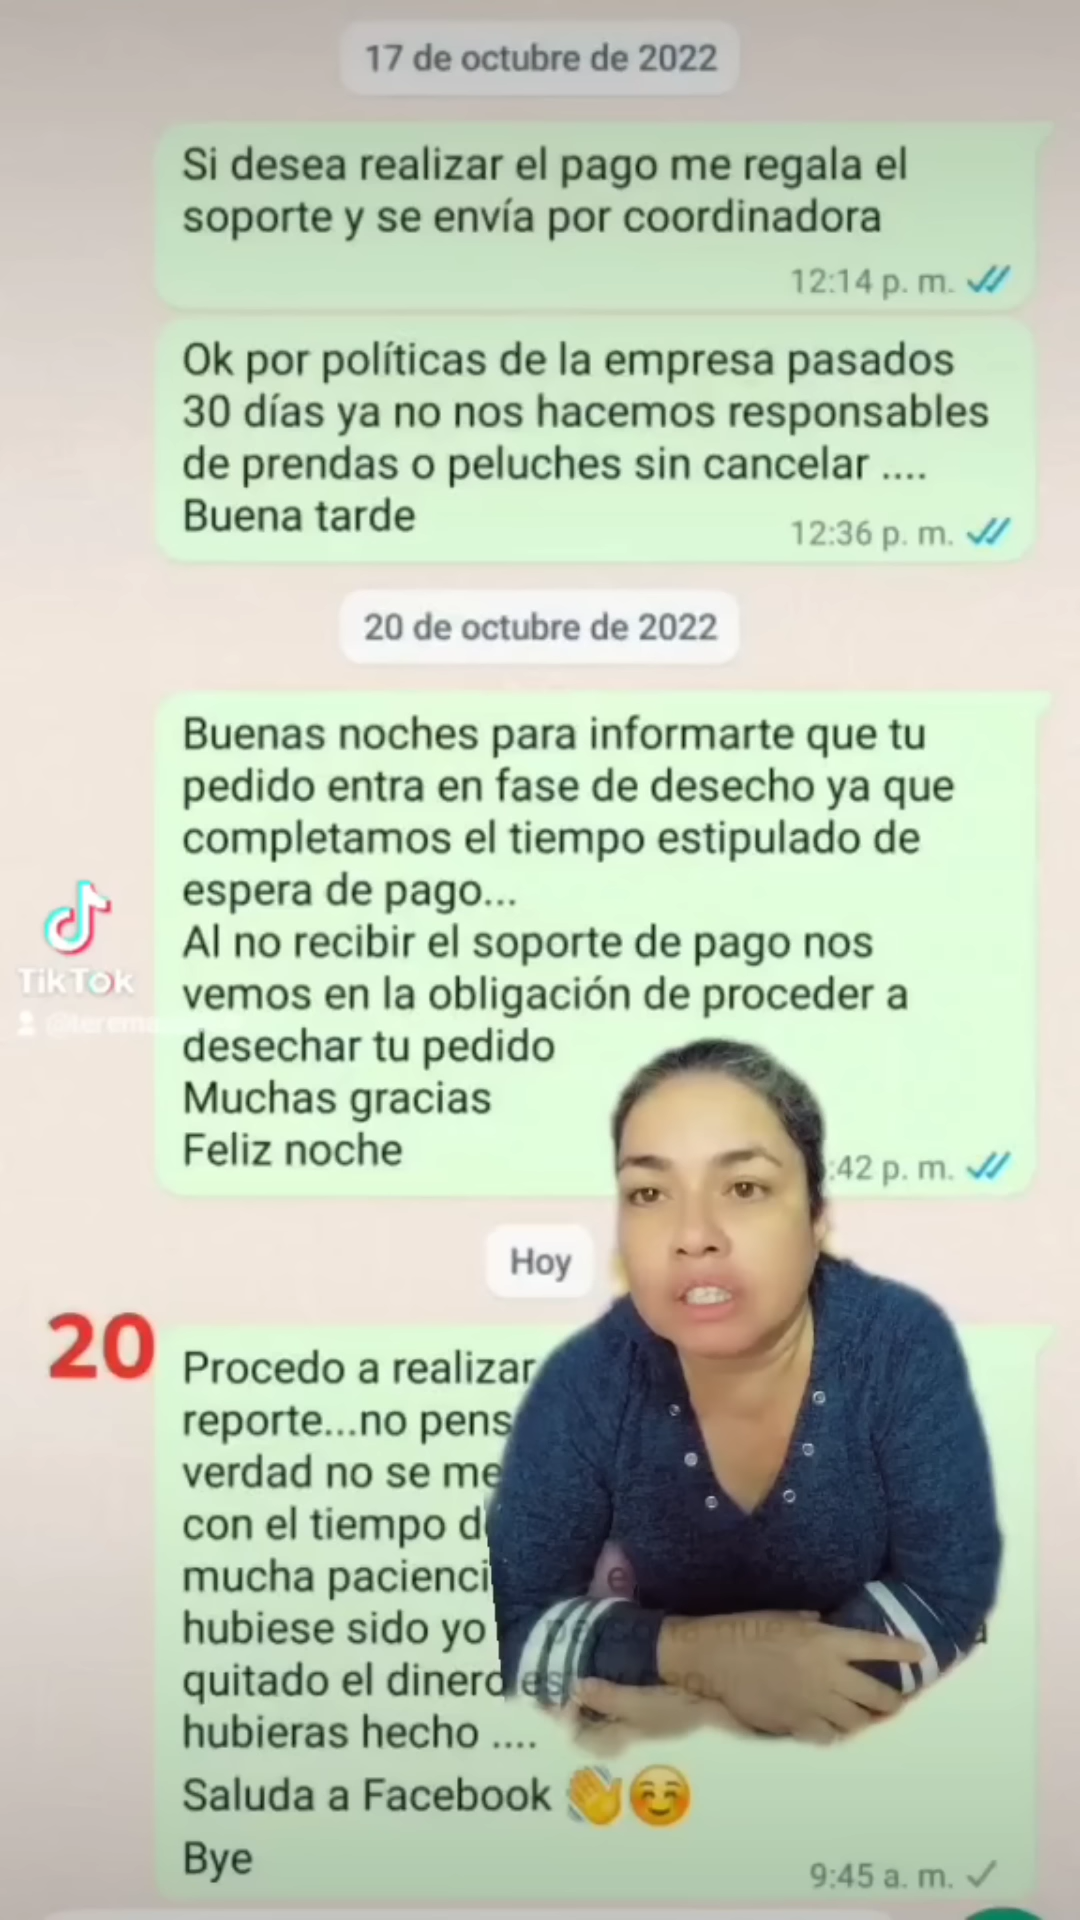 17 de octubre de 2022
Si desea realizar el pago me regala el
soporte y se envía por coordinadora
12:14 p. m.
Ok por políticas de la empresa pasados
30 días ya no nos hacemos responsables
de prendas o peluches sin cancelar ....
Buena tarde
12:36 p. m.
20 de octubre de 2022
Buenas noches para informarte que tu
pedido entra en fase de desecho ya que
completamos el tiempo estipulado de
espera de pago...
Al no recibir el soporte de pago nos
vemos en la obligación de proceder a
desechar tu pedido
Muchas gracias
Feliz noche
:42 p. m.
TikTok
Hoy
20
Procedo a realizar
reporte...no pens
verdad no se me
con el tiempo d
mucha pacienci
hubiese sido yo
quitado el dinero
hubieras hecho ....
Saluda a Facebook 👋☺️
Bye
9:45 a. m.